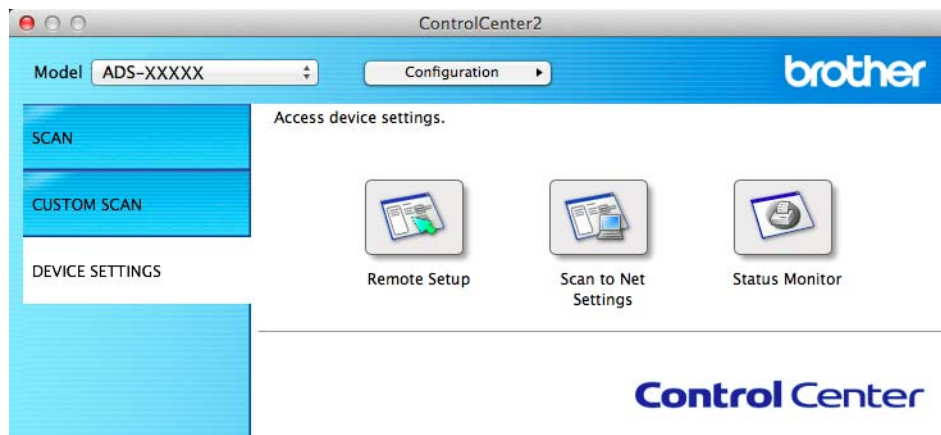 ControlCenter2
Model ADS-XXXXX Configuration
brother
SCAN
CUSTOM SCAN
DEVICE SETTINGS
Access device settings.
Remote Setup
Scan to Net
Settings
Status Monitor
Control Center